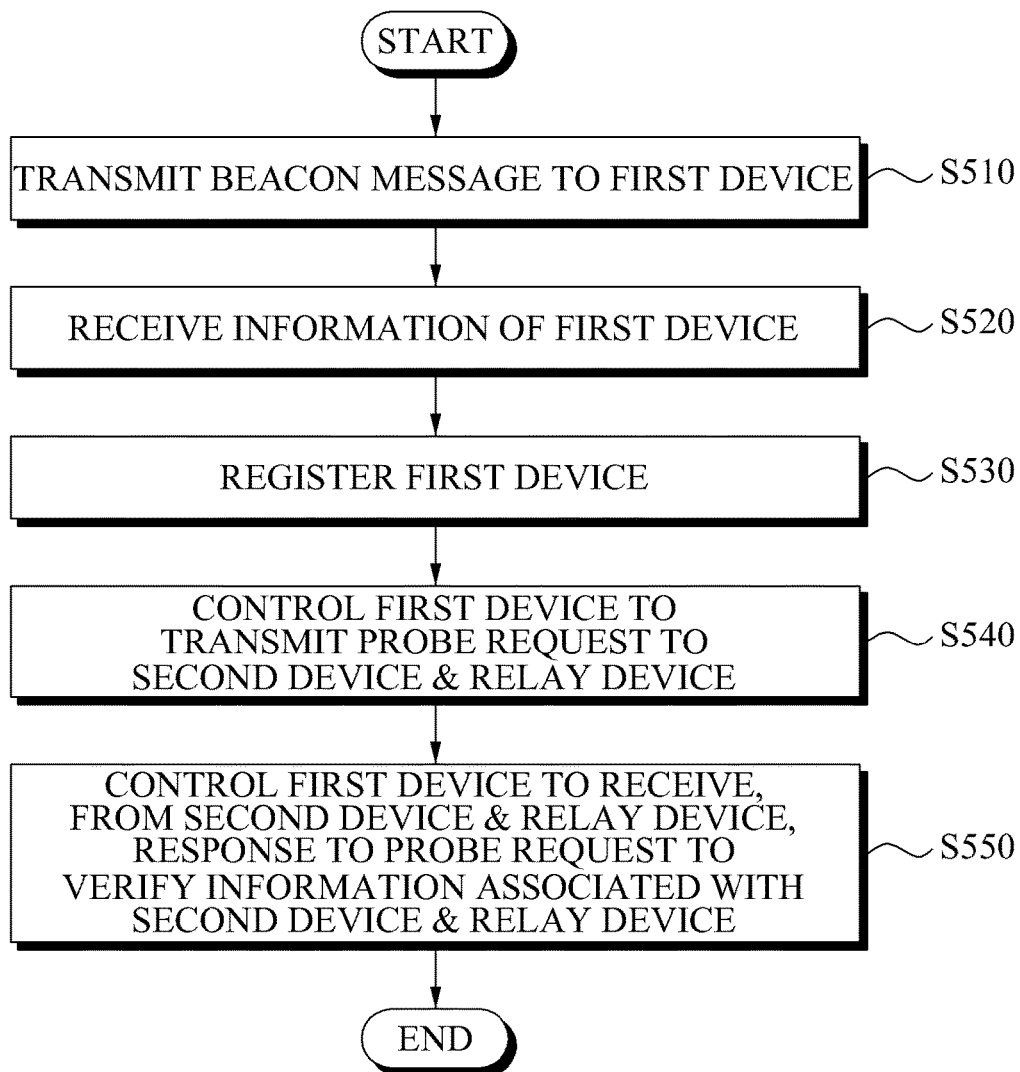 START
TRANSMIT BEACON MESSAGE TO FIRST DEVICE
S510
RECEIVE INFORMATION OF FIRST DEVICE
S520
REGISTER FIRST DEVICE
S530
CONTROL FIRST DEVICE TO
TRANSMIT PROBE REQUEST TO
SECOND DEVICE & RELAY DEVICE
S540
CONTROL FIRST DEVICE TO RECEIVE,
FROM SECOND DEVICE & RELAY DEVICE,
RESPONSE TO PROBE REQUEST TO
VERIFY INFORMATION ASSOCIATED WITH
SECOND DEVICE & RELAY DEVICE
S550
END